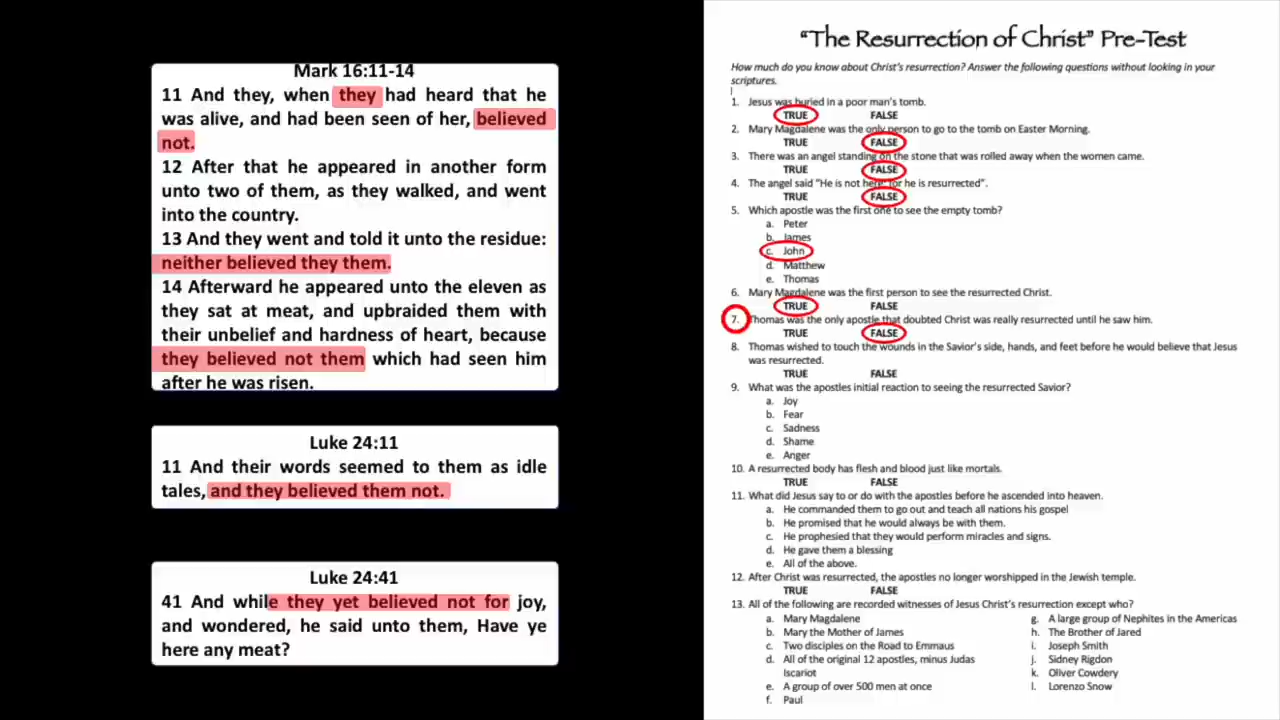 Mark 16:11-14
11 And they, when they had heard that he
was alive, and had been seen of her, believed
not.
12 After that he appeared in another form
unto two of them, as they walked, and went
into the country.
13 And they went and told it unto the residue:
neither believed they them.
14 Afterward he appeared unto the eleven as
they sat at meat, and upbraided them with
their unbelief and hardness of heart, because
they believed not them which had seen him
after he was risen.
Luke 24:11
11 And their words seemed to them as idle
tales, and they believed them not.
Luke 24:41
41 And while they yet believed not for joy,
and wondered, he said unto them, Have ye
here any meat?
“The Resurrection of Christ” Pre-Test
How much do you know about Christ’s resurrection? Answer the following questions without looking in your
scriptures.
1. Jesus was buried in a poor man’s tomb.
TRUE FALSE
2. Mary Magdalene was the only person to go to the tomb on Easter Morning.
TRUE FALSE
3. There was an angel standing on the stone that was rolled away when the women came.
TRUE FALSE
4. The angel said “He is not here, for he is resurrected”.
TRUE FALSE
5. Which apostle was the first one to see the empty tomb?
a. Peter
b. James
c. John
d. Matthew
e. Thomas
6. Mary Magdalene was the first person to see the resurrected Christ.
TRUE FALSE
7. Thomas was the only apostle that doubted Christ was really resurrected until he saw him.
TRUE FALSE
8. Thomas wished to touch the wounds in the Savior’s side, hands, and feet before he would believe that Jesus
was resurrected.
TRUE FALSE
9. What was the apostles initial reaction to seeing the resurrected Savior?
a. Joy
b. Fear
c. Sadness
d. Shame
e. Anger
10. A resurrected body has flesh and blood just like mortals.
TRUE FALSE
11. What did Jesus say to or do with the apostles before he ascended into heaven.
a. He commanded them to go out and teach all nations his gospel
b. He promised that he would always be with them.
c. He prophesied that they would perform miracles and signs.
d. He gave them a blessing
e. All of the above.
12. After Christ was resurrected, the apostles no longer worshipped in the Jewish temple.
TRUE FALSE
13. All of the following are recorded witnesses of Jesus Christ’s resurrection except who?
a. Mary Magdalene
b. Mary the Mother of James
c. Two disciples on the Road to Emmaus
d. All of the original 12 apostles, minus Judas
Iscariot
e. A group of over 500 men at once
f. Paul
g. A large group of Nephites in the Americas
h. The Brother of Jared
i. Joseph Smith
j. Sidney Rigdon
k. Oliver Cowdery
l. Lorenzo Snow